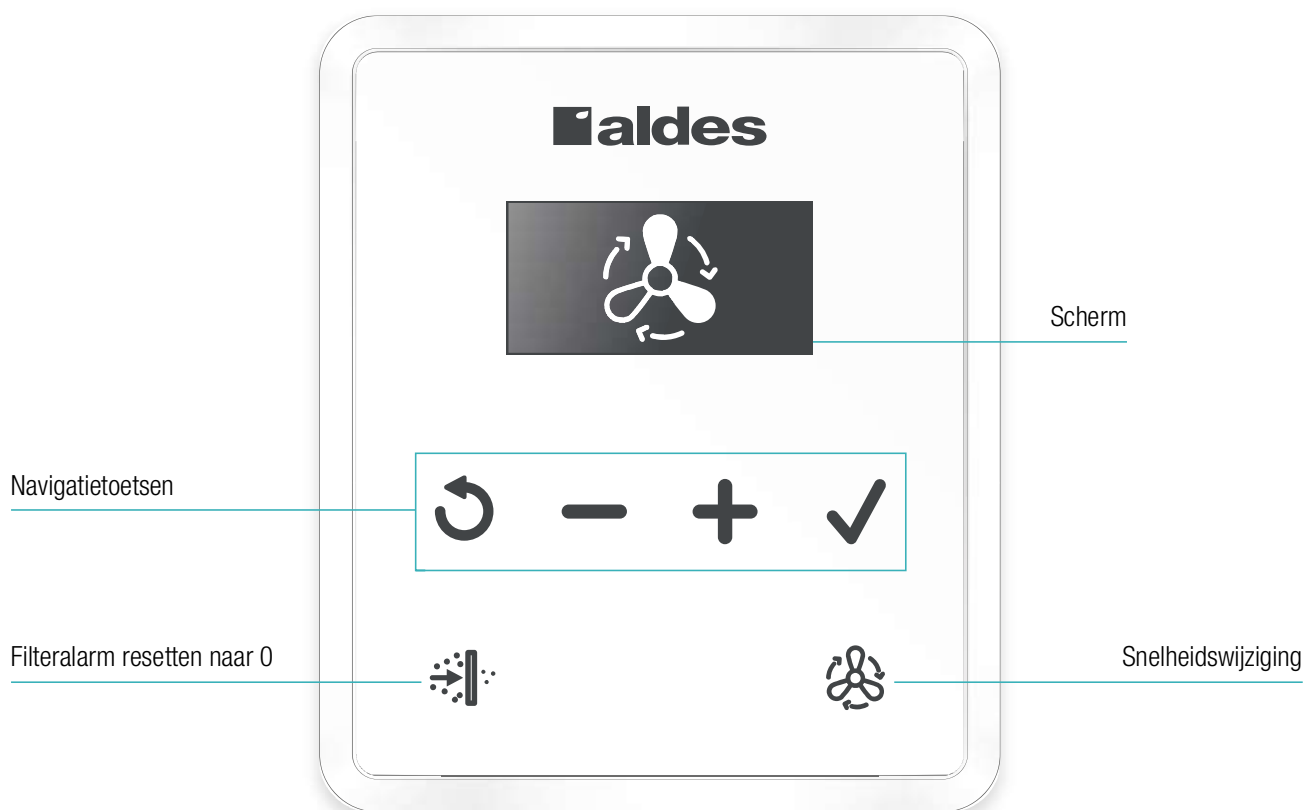 aldes
Scherm
Navigatietoetsen
Filteralarm resetten naar 0
Snelheidswijziging